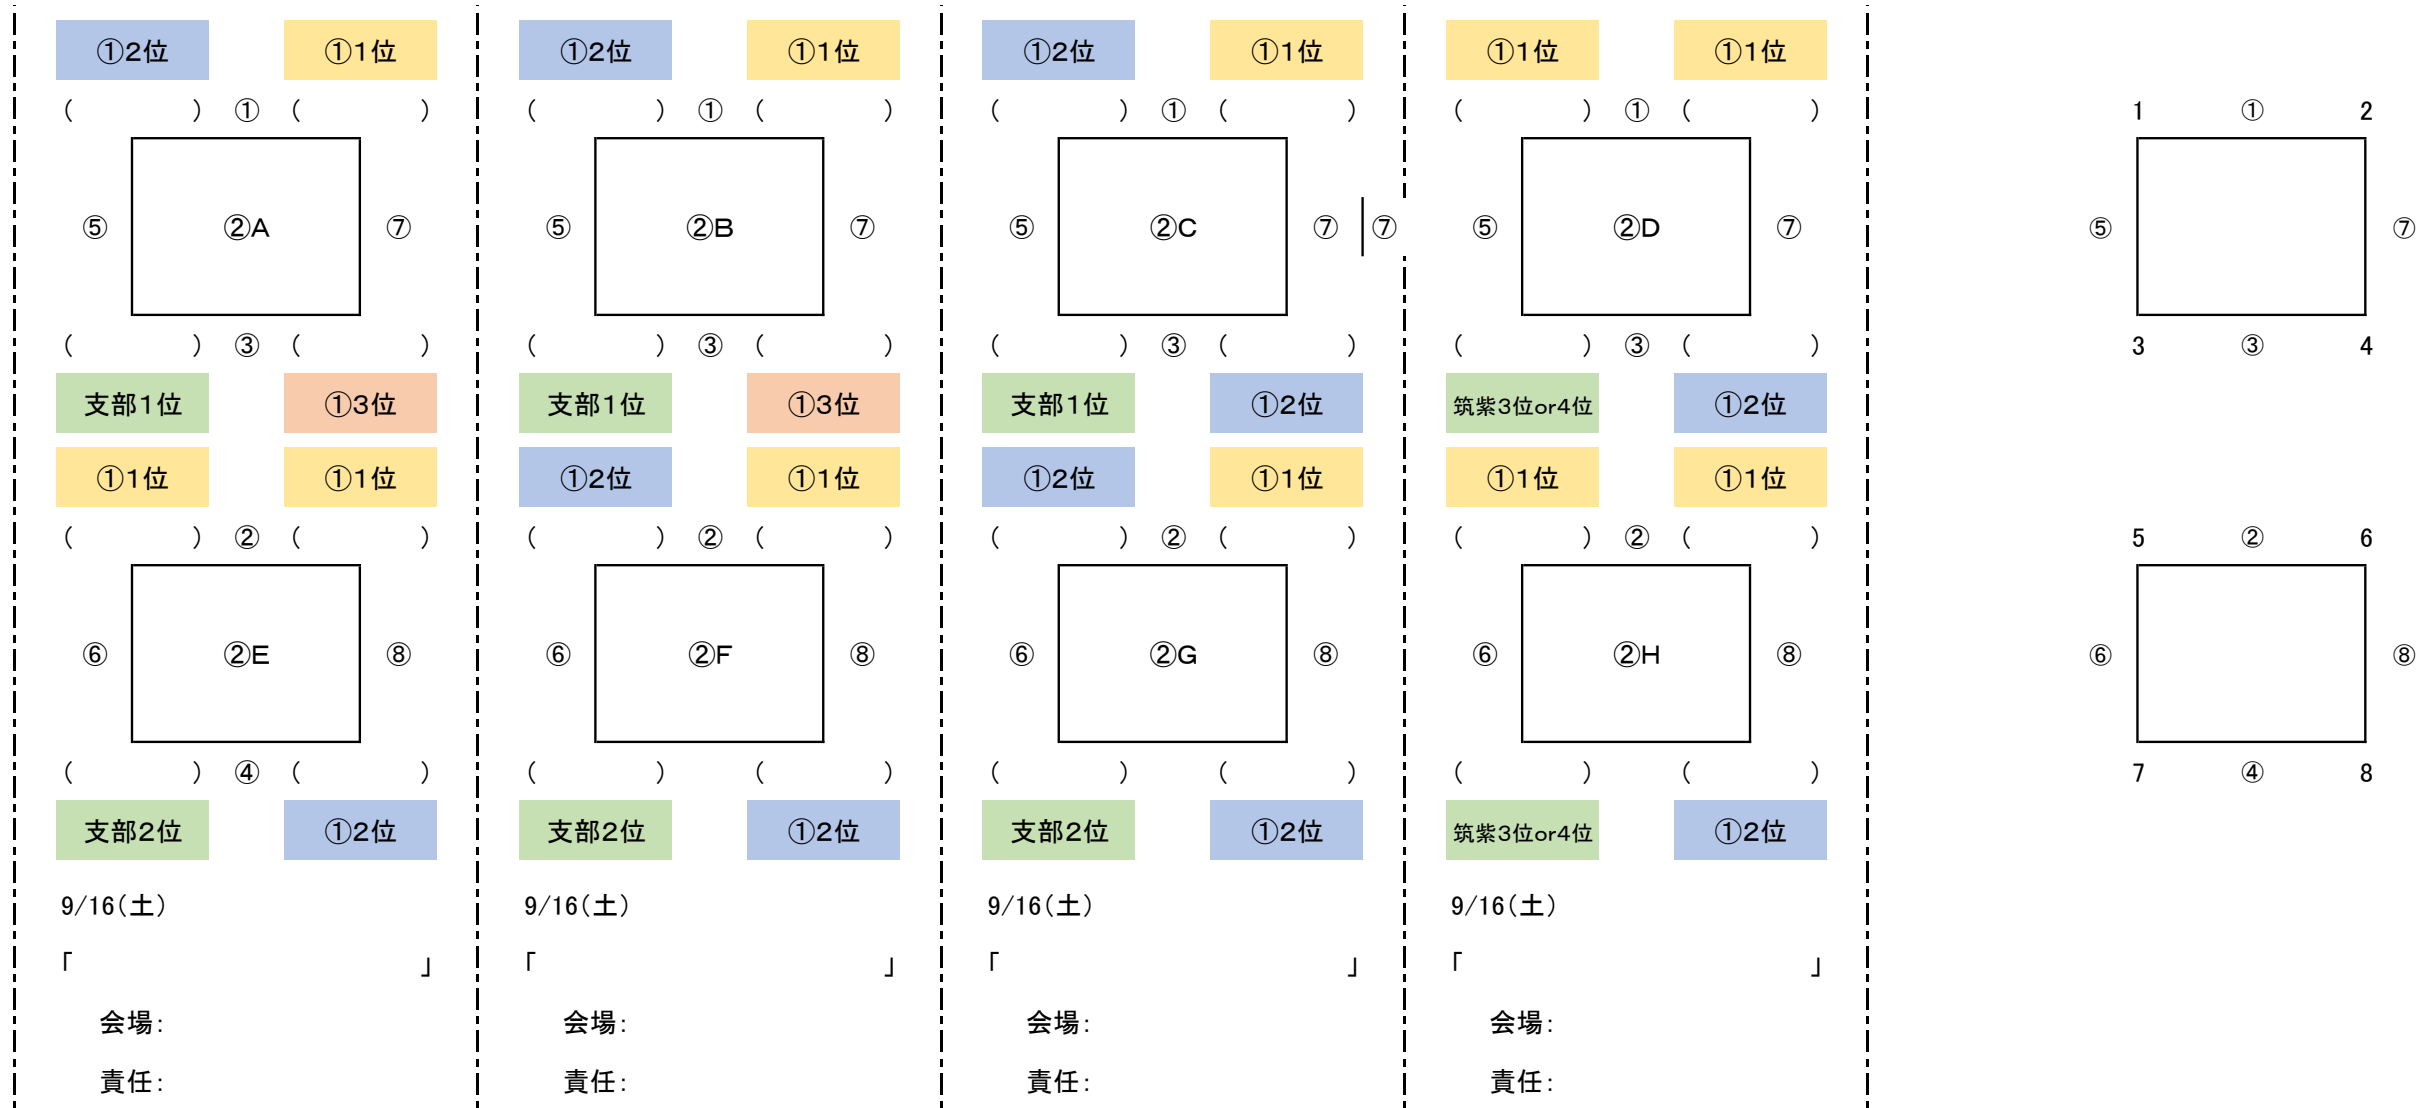 ①2位 ①1位 ①2位 ①1位 ①2位 ①1位 ①1位 ①1位
( ) ① ( ) ( ) ① ( ) ( ) ① ( ) ( ) ① ( ) 1 ① 2
⑤ ②A ⑦ ⑤ ②B ⑦ ⑤ ②C ⑦ ⑦ ⑤ ②D ⑦ ⑤ ⑦
( ) ③ ( ) ( ) ③ ( ) ( ) ③ ( ) ( ) ③ ( ) 3 ③ 4
支部1位 ①3位 支部1位 ①3位 支部1位 ①2位 筑紫3位or4位 ①2位
①1位 ①1位 ①2位 ①1位 ①2位 ①1位 ①1位 ①1位
( ) ② ( ) ( ) ② ( ) ( ) ② ( ) ( ) ② ( ) 5 ② 6
⑥ ②E ⑧ ⑥ ②F ⑧ ⑥ ②G ⑧ ⑥ ②H ⑧ ⑥ ⑧
( ) ④ ( ) ( ) ( ) ( ) ( ) ( ) ( ) 7 ④ 8
支部2位 ①2位 支部2位 ①2位 支部2位 ①2位 筑紫3位or4位 ①2位
9/16(土) 9/16(土) 9/16(土) 9/16(土)
「 」 「 」 「 」 「 」
会場: 会場: 会場: 会場:
責任: 責任: 責任: 責任: